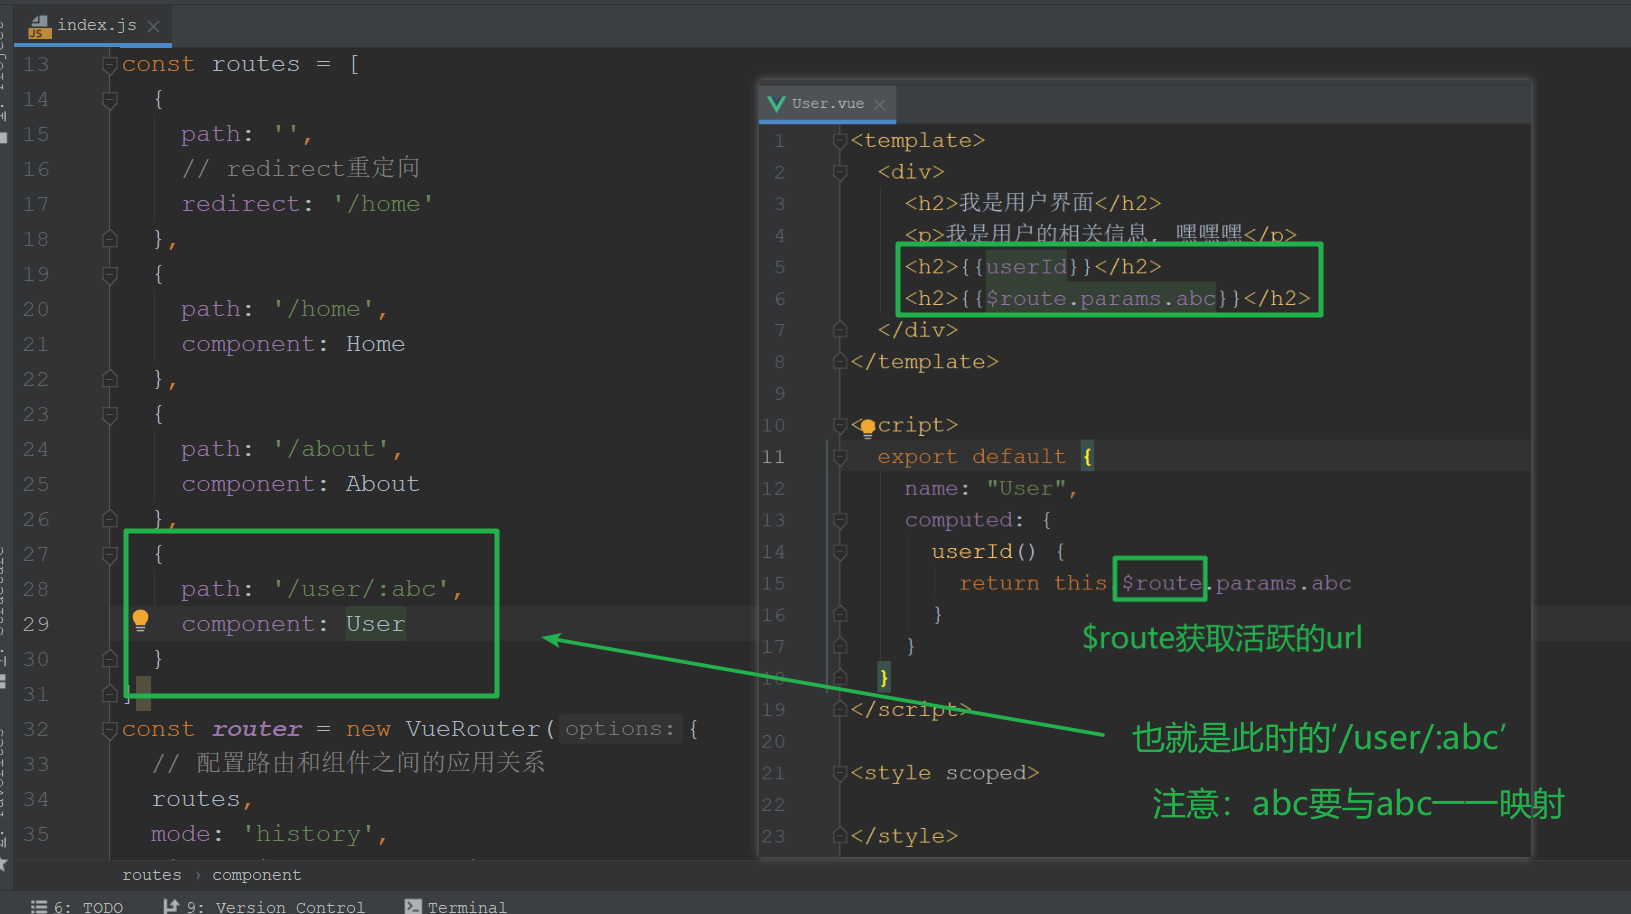 index.js
13 const routes = [
14 {
15 path: '',
16 // redirect重定向
17 redirect: '/home'
18 },
19 {
20 path: '/home',
21 component: Home
22 },
23 {
24 path: '/about',
25 component: About
26 },
27 {
28 path: '/user/:abc',
29 component: User
30 }
31 ]
32 const router = new VueRouter( options: {
33 // 配置路由和组件之间的应用关系
34 routes,
35 mode: 'history',
routes › component
6: TODO 9: Version Control Terminal
User.vue
1 <template>
2 <div>
3 <h2>我是用户界面</h2>
4 <p>我是用户的相关信息, 嘿嘿嘿</p>
5 <h2>{{userId}}</h2>
6 <h2>{{$route.params.abc}}</h2>
7 </div>
8 </template>
9
10 <script>
11 export default {
12 name: "User",
13 computed: {
14 userId() {
15 return this.$route.params.abc
16 }
17 }
18 }
19 </script>
20
21 <style scoped>
22
23 </style>
$route获取活跃的url
也就是此时的‘/user/:abc’
注意：abc要与abc一一映射